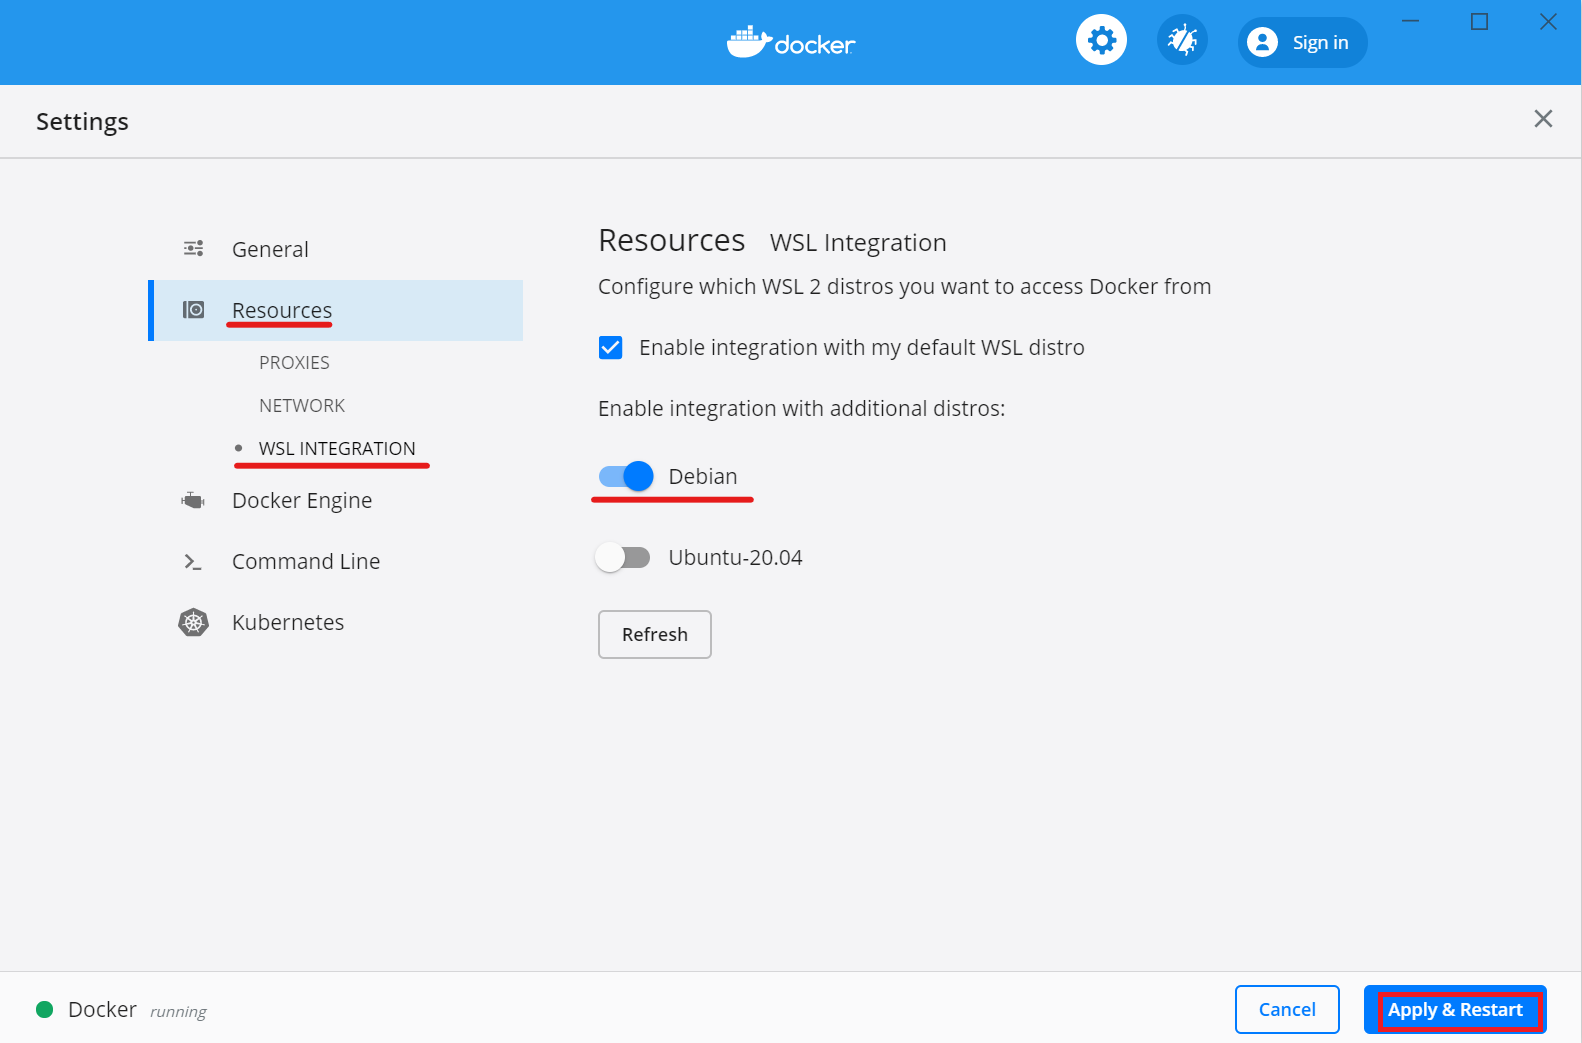 docker
Sign in
Settings
General
Resources
PROXIES
NETWORK
WSL INTEGRATION
Docker Engine
Command Line
Kubernetes
Resources WSL Integration
Configure which WSL 2 distros you want to access Docker from
Enable integration with my default WSL distro
Enable integration with additional distros:
Debian
Ubuntu-20.04
Refresh
Docker running
Cancel
Apply & Restart